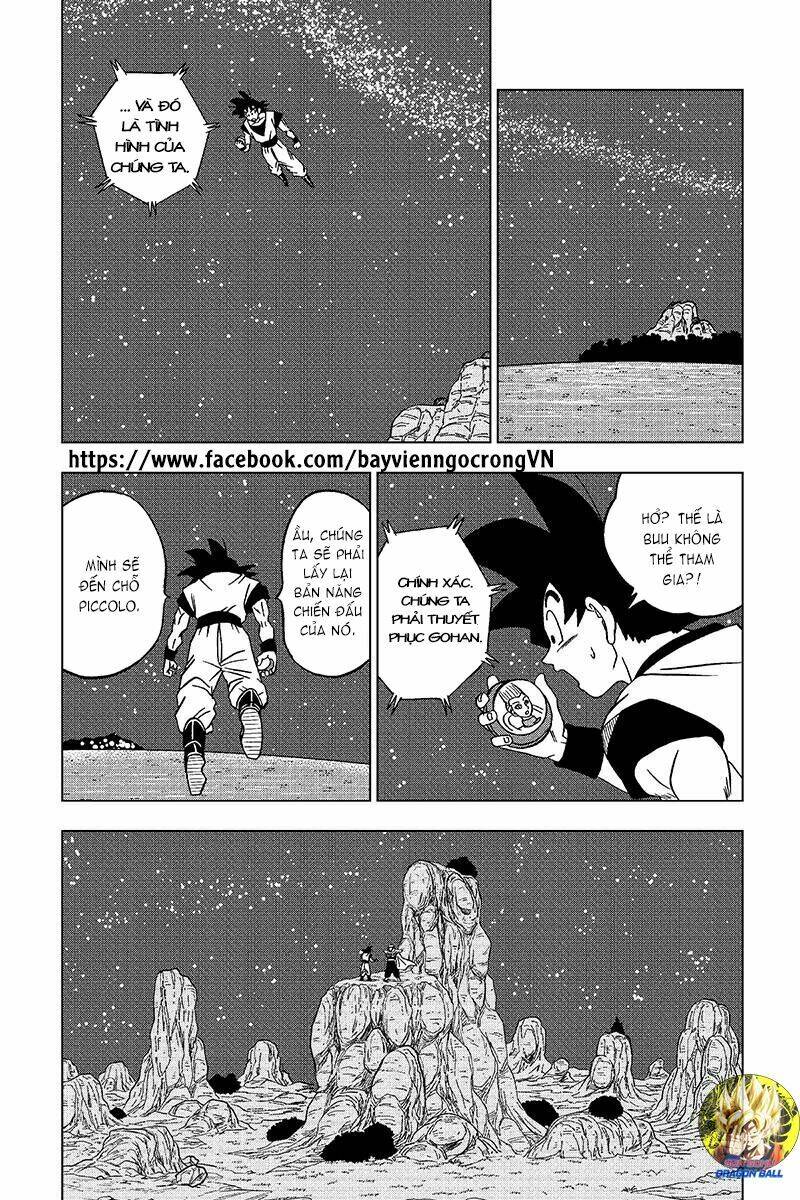 ... VÀ ĐÓ
LÀ TÌNH
HÌNH CỦA
CHÚNG TA.
https://www.facebook.com/bayvienngocrongVN
HỞ? THẾ LÀ
BUU KHÔNG
THỂ THAM
GIA?!
CHÍNH XÁC.
CHÚNG TA
PHẢI THUYẾT
PHỤC GOHAN.
ẦU, CHÚNG
TA SẼ PHẢI
LẤY LẠI
BẢN NĂNG
CHIẾN ĐẤU
CỦA NÓ.
MÌNH SẼ
ĐẾN CHỖ
PICCOLO.
DRAGON BALL